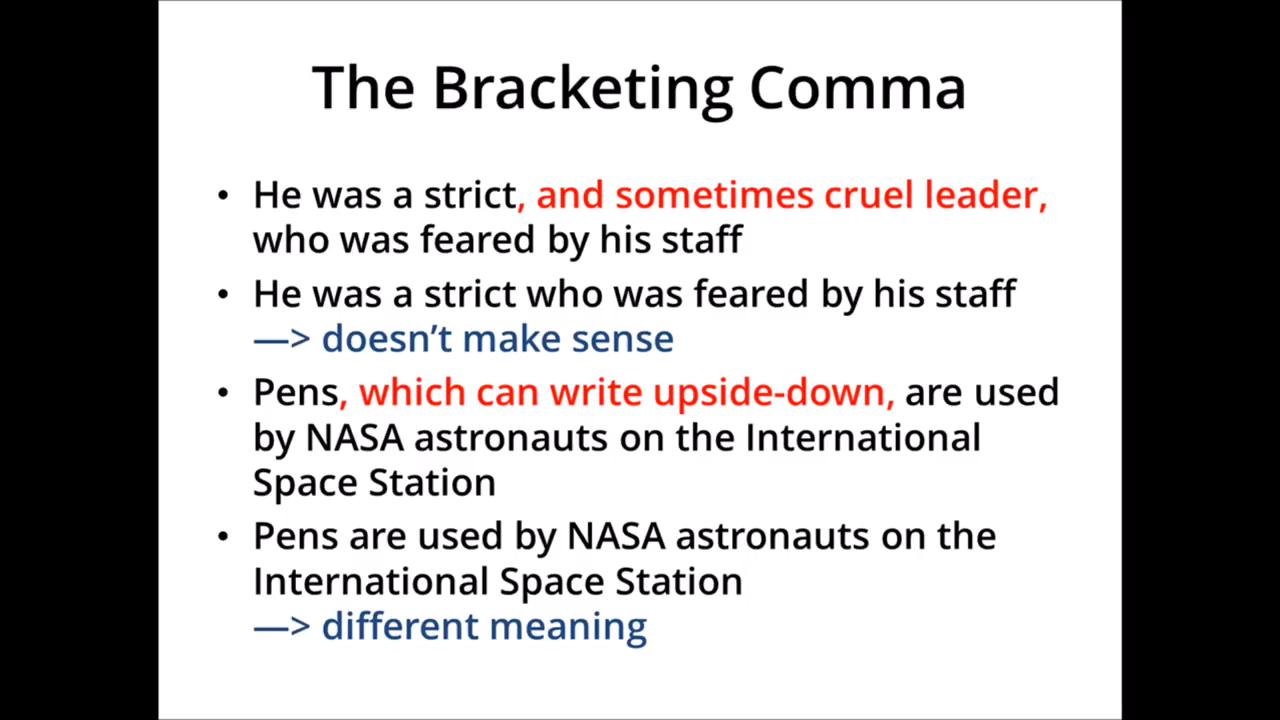 The Bracketing Comma
• He was a strict, and sometimes cruel leader,
who was feared by his staff
• He was a strict who was feared by his staff
—> doesn’t make sense
• Pens, which can write upside-down, are used
by NASA astronauts on the International
Space Station
• Pens are used by NASA astronauts on the
International Space Station
—> different meaning